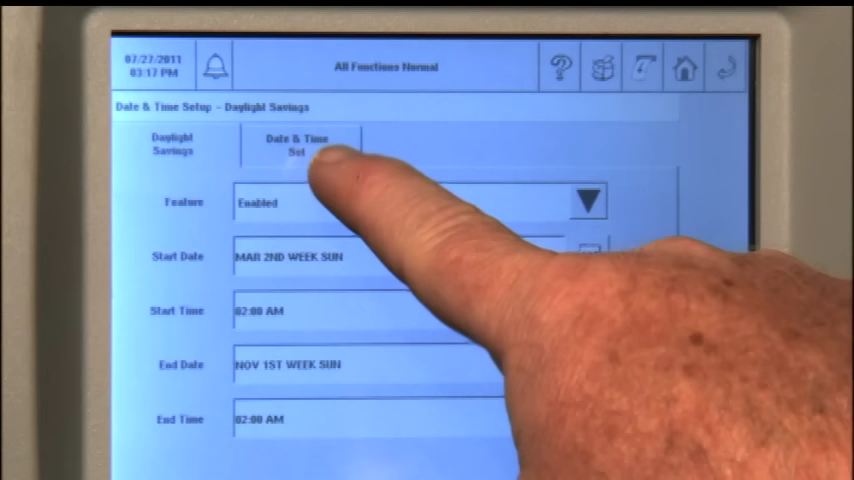 07/27/2011
03:17 PM
All Functions Normal
?
Date & Time Setup - Daylight Savings
Daylight
Savings
Date & Time
Set
Feature
Enabled
Start Date
MAR 2ND WEEK SUN
Start Time
02:00 AM
End Date
NOV 1ST WEEK SUN
End Time
02:00 AM